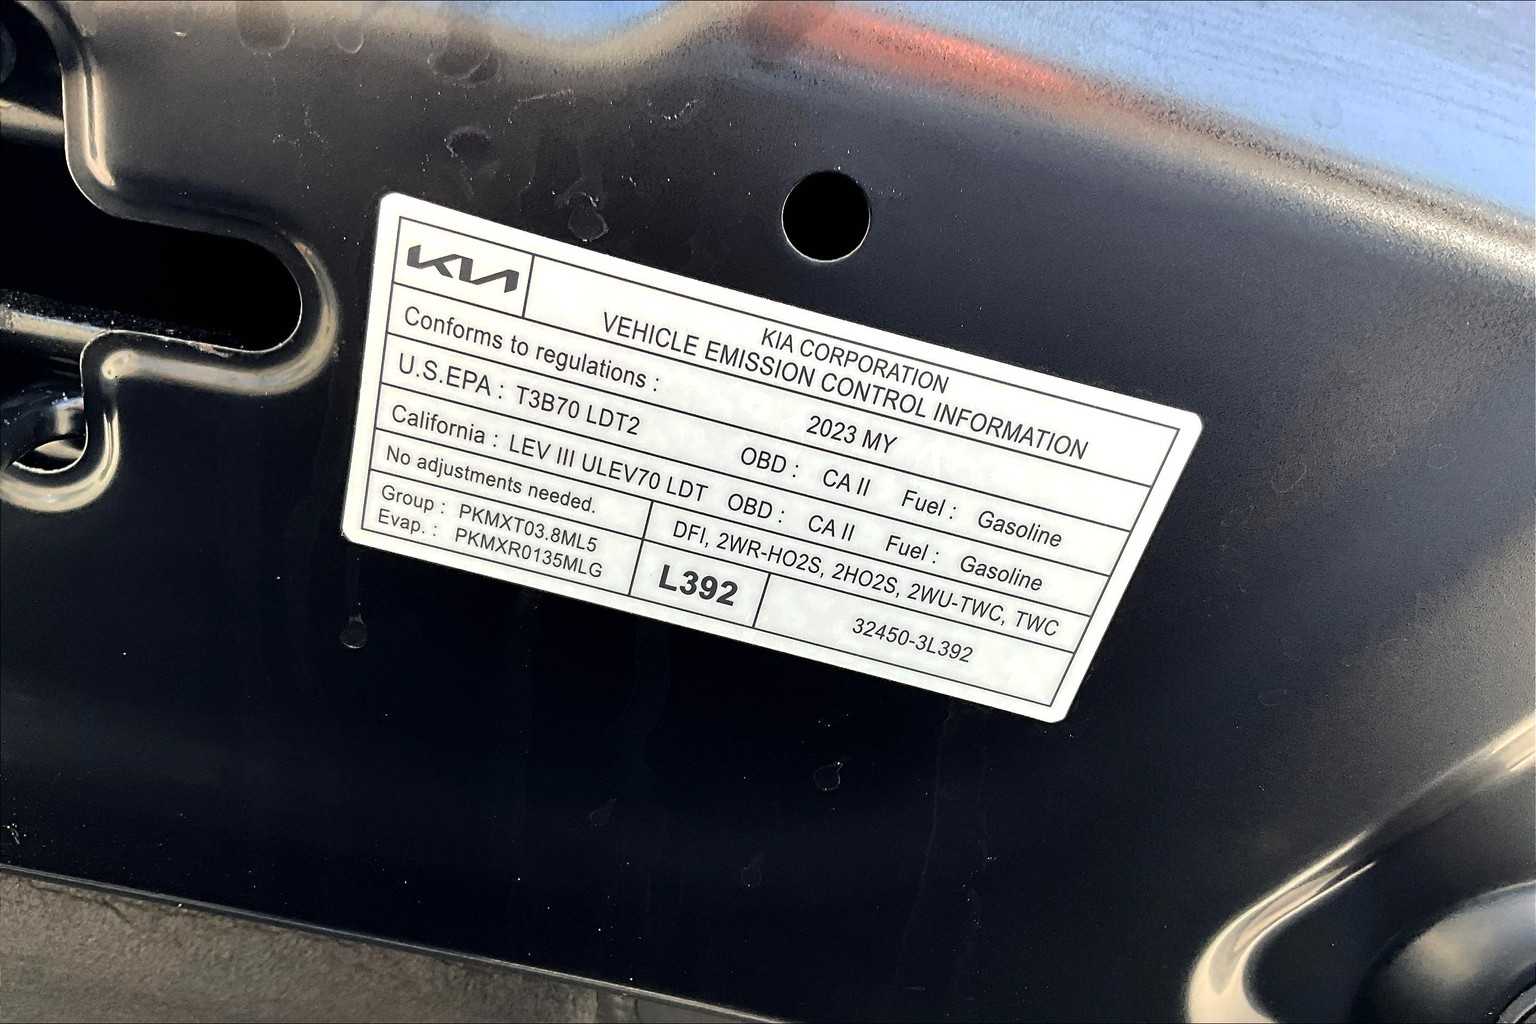 KIA
KIA CORPORATION
VEHICLE EMISSION CONTROL INFORMATION
Conforms to regulations : 2023 MY
U.S.EPA : T3B70 LDT2 OBD : CA II Fuel : Gasoline
California : LEV III ULEV70 LDT OBD : CA II Fuel : Gasoline
No adjustments needed. DFI, 2WR-HO2S, 2HO2S, 2WU-TWC, TWC
Group : PKMXT03.8ML5
Evap. : PKMXR0135MLG
L392
32450-3L392